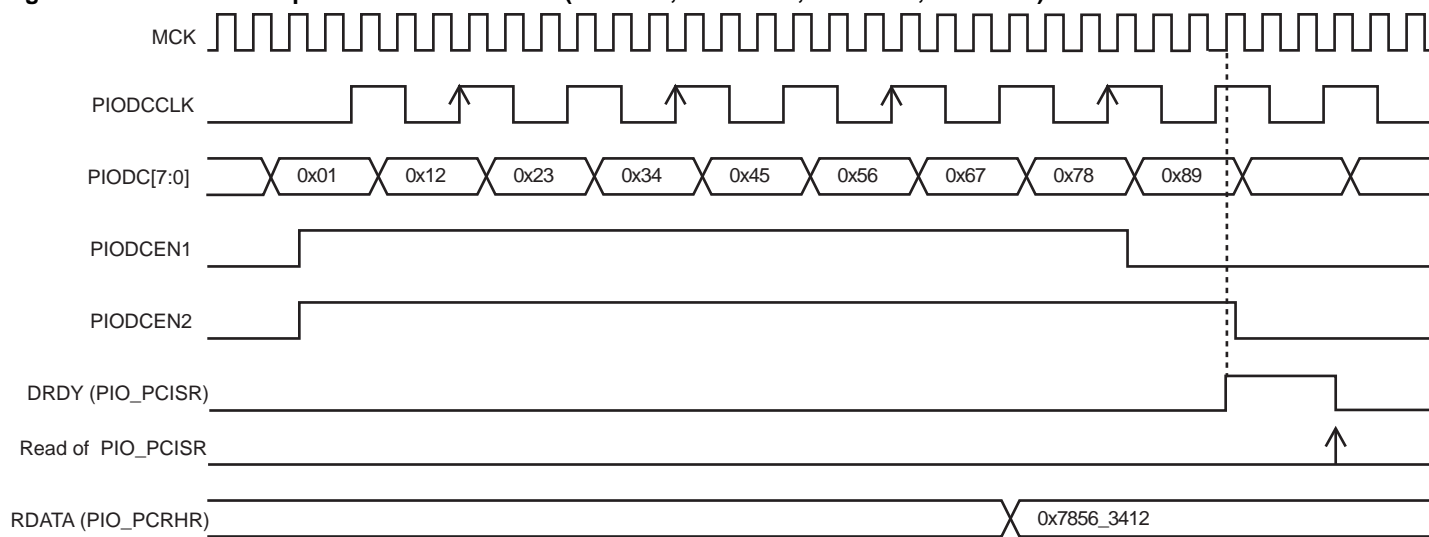 MCK
PIODCCLK
PIODC[7:0] 0x01 0x12 0x23 0x34 0x45 0x56 0x67 0x78 0x89
PIODCEN1
PIODCEN2
DRDY (PIO_PCISR)
Read of PIO_PCISR
RDATA (PIO_PCRHR) 0x7856_3412